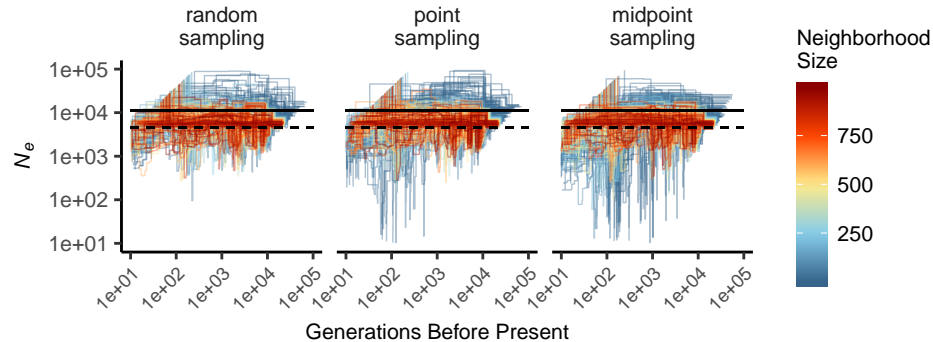 random
sampling
point
sampling
midpoint
sampling
Neighborhood
Size
750
500
250
Ne
1e+05
1e+04
1e+03
1e+02
1e+01
1e+01 1e+02 1e+03 1e+04 1e+05
1e+01 1e+02 1e+03 1e+04 1e+05
1e+01 1e+02 1e+03 1e+04 1e+05
Generations Before Present